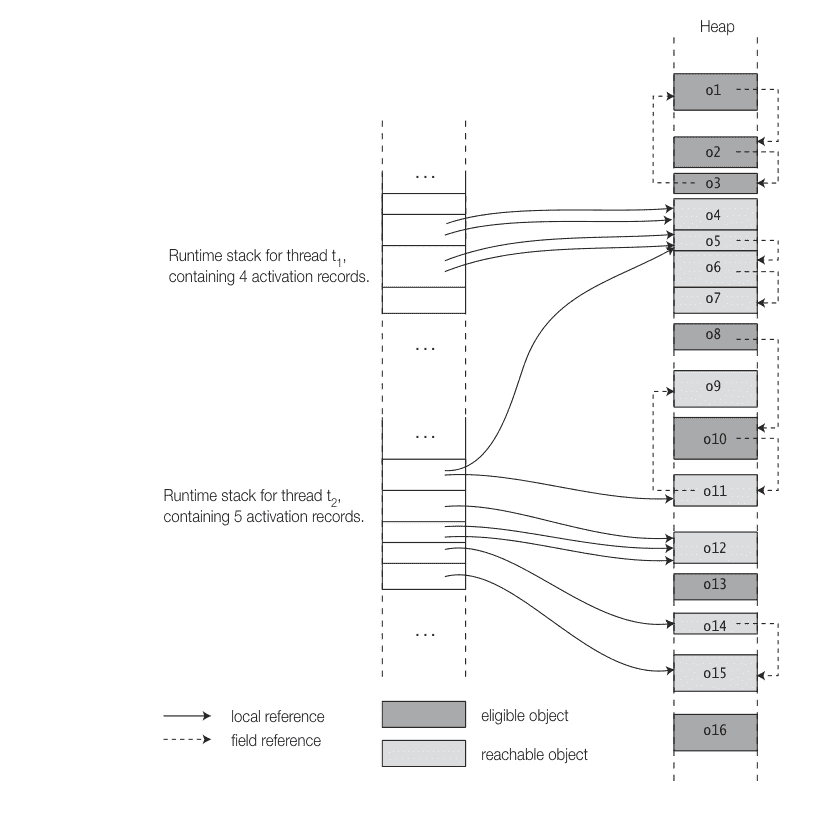 Heap
o1
o2
o3
...
o4
o5
Runtime stack for thread t1,
containing 4 activation records.
o6
o7
o8
...
o9
...
o10
o11
Runtime stack for thread t2,
containing 5 activation records.
o12
o13
o14
...
o15
local reference
eligible object
field reference
reachable object
o16